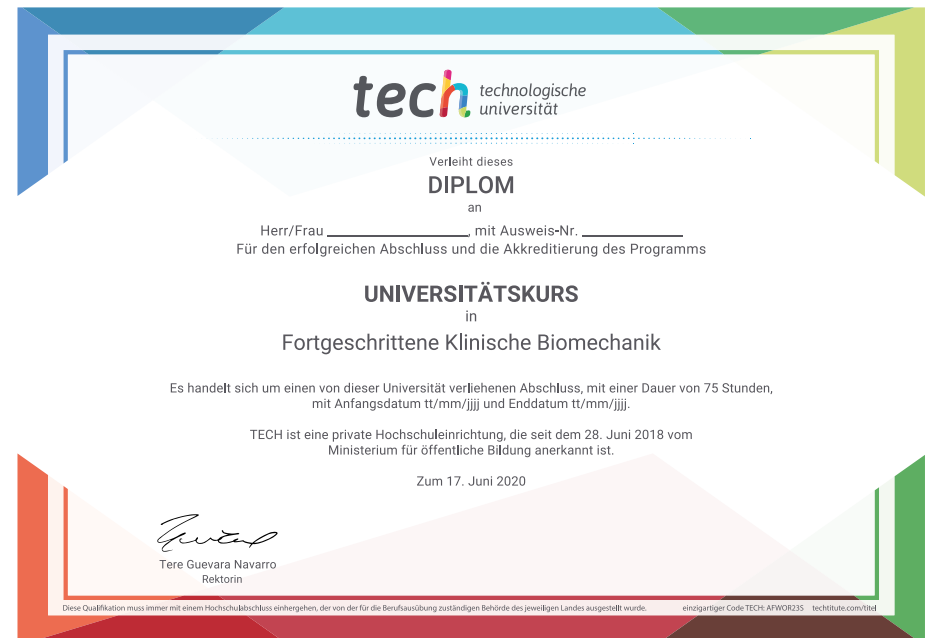 tech technologische
universität
Verleiht dieses
DIPLOM
an
Herr/Frau ____________________, mit Ausweis-Nr. ______________
Für den erfolgreichen Abschluss und die Akkreditierung des Programms
UNIVERSITÄTSKURS
in
Fortgeschrittene Klinische Biomechanik
Es handelt sich um einen von dieser Universität verliehenen Abschluss, mit einer Dauer von 75 Stunden,
mit Anfangsdatum tt/mm/jjjj und Enddatum tt/mm/jjjj.
TECH ist eine private Hochschuleinrichtung, die seit dem 28. Juni 2018 vom
Ministerium für öffentliche Bildung anerkannt ist.
Zum 17. Juni 2020
Tere Guevara Navarro
Rektorin
Diese Qualifikation muss immer mit einem Hochschulabschluss einhergehen, der von der für die Berufsausübung zuständigen Behörde des jeweiligen Landes ausgestellt wurde. einzigartiger Code TECH: AFWOR23S techtitute.com/titel